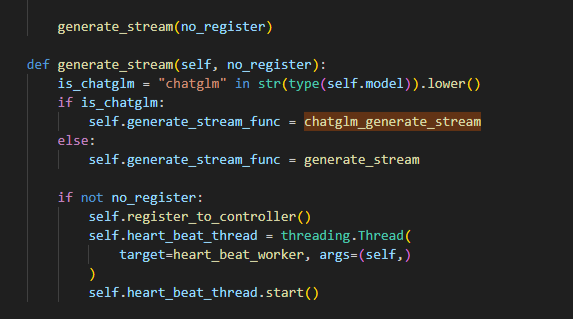 generate_stream(no_register)
def generate_stream(self, no_register):
is_chatglm = "chatglm" in str(type(self.model)).lower()
if is_chatglm:
self.generate_stream_func = chatglm_generate_stream
else:
self.generate_stream_func = generate_stream
if not no_register:
self.register_to_controller()
self.heart_beat_thread = threading.Thread(
target=heart_beat_worker, args=(self,)
)
self.heart_beat_thread.start()